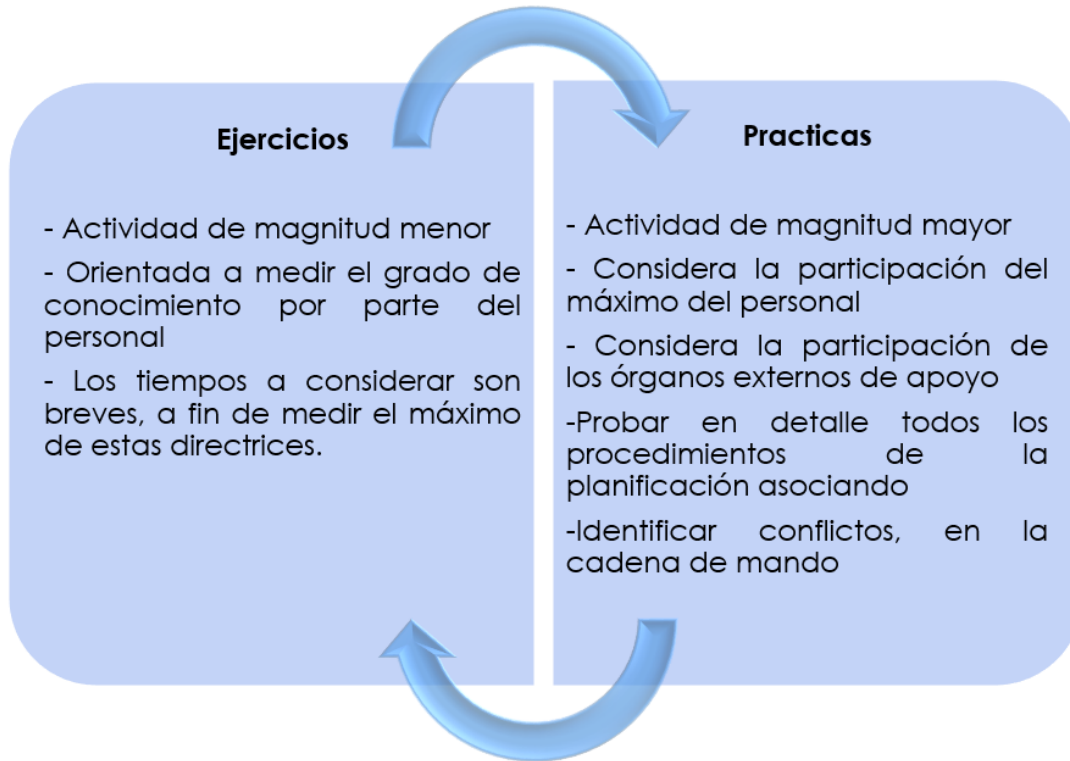 Ejercicios
- Actividad de magnitud menor
- Orientada a medir el grado de
conocimiento por parte del
personal
- Los tiempos a considerar son
breves, a fin de medir el máximo
de estas directrices.
Practicas
- Actividad de magnitud mayor
- Considera la participación del
máximo del personal
- Considera la participación de
los órganos externos de apoyo
-Probar en detalle todos los
procedimientos de la
planificación asociando
-Identificar conflictos, en la
cadena de mando